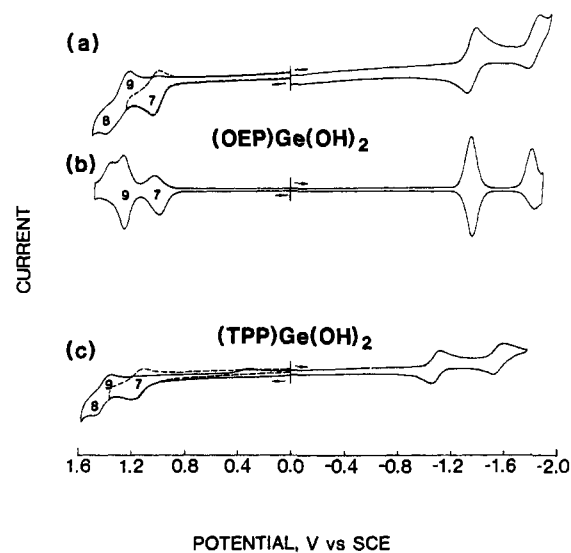 (a)
9
7
8
(OEP)Ge(OH)2
(b)
9
7
CURRENT
(TPP)Ge(OH)2
(c)
9
7
8
1.6 1.2 0.8 0.4 0.0 -0.4 -0.8 -1.2 -1.6 -2.0
POTENTIAL, V vs SCE